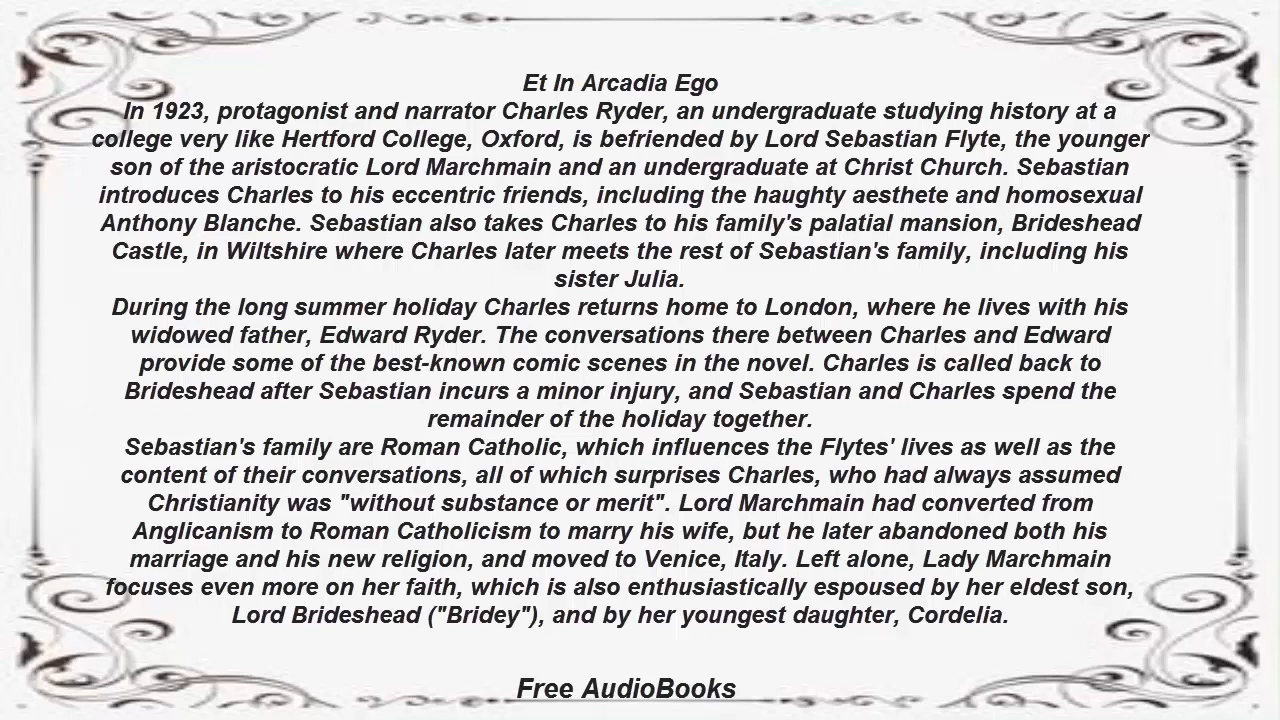 Et In Arcadia Ego
In 1923, protagonist and narrator Charles Ryder, an undergraduate studying history at a
college very like Hertford College, Oxford, is befriended by Lord Sebastian Flyte, the younger
son of the aristocratic Lord Marchmain and an undergraduate at Christ Church. Sebastian
introduces Charles to his eccentric friends, including the haughty aesthete and homosexual
Anthony Blanche. Sebastian also takes Charles to his family's palatial mansion, Brideshead
Castle, in Wiltshire where Charles later meets the rest of Sebastian's family, including his
sister Julia.
During the long summer holiday Charles returns home to London, where he lives with his
widowed father, Edward Ryder. The conversations there between Charles and Edward
provide some of the best-known comic scenes in the novel. Charles is called back to
Brideshead after Sebastian incurs a minor injury, and Sebastian and Charles spend the
remainder of the holiday together.
Sebastian's family are Roman Catholic, which influences the Flytes' lives as well as the
content of their conversations, all of which surprises Charles, who had always assumed
Christianity was "without substance or merit". Lord Marchmain had converted from
Anglicanism to Roman Catholicism to marry his wife, but he later abandoned both his
marriage and his new religion, and moved to Venice, Italy. Left alone, Lady Marchmain
focuses even more on her faith, which is also enthusiastically espoused by her eldest son,
Lord Brideshead ("Bridey"), and by her youngest daughter, Cordelia.
Free AudioBooks